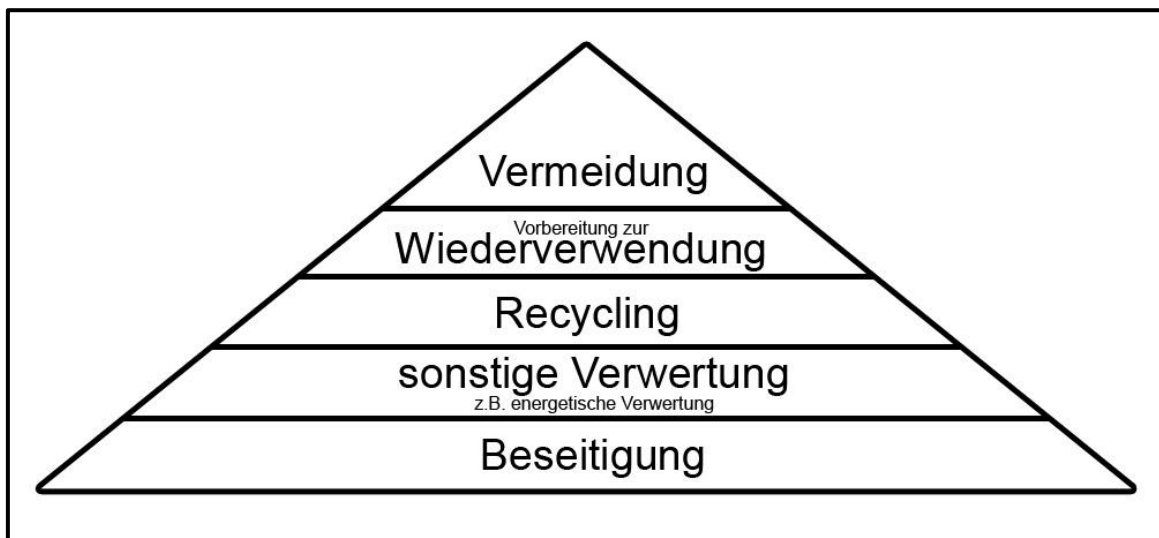 Vermeidung
Vorbereitung zur
Wiederverwendung
Recycling
sonstige Verwertung
z.B. energetische Verwertung
Beseitigung